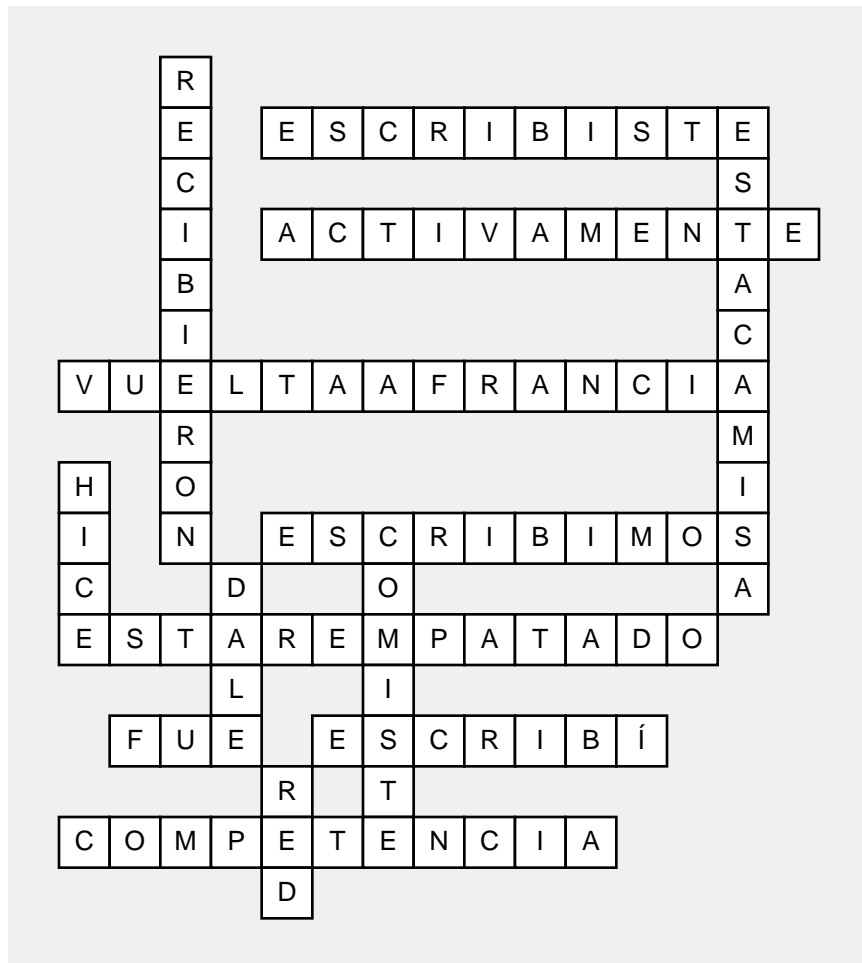 RECIBIERON
ESCRIBISTE
ESTACAMISA
ACTIVAMENTE
VUELTAAFRANCIA
HICE
ESCRIBIMOS
COMISTE
DALE
ESTAREMPATADO
FUE
ESCRIBÍ
RED
COMPETENCIA